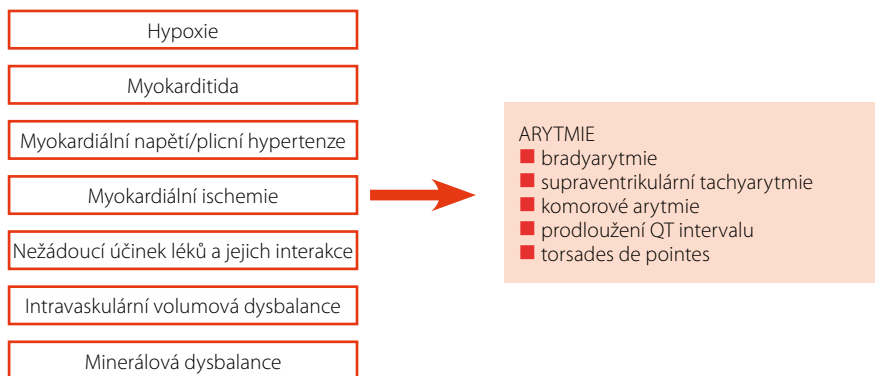 Hypoxie
Myokarditida
Myokardiální napětí/plicní hypertenze
Myokardiální ischemie
Nežádoucí účinek léků a jejich interakce
Intravaskulární volumová dysbalance
Minerálová dysbalance
ARYTMIE
bradyarytmie
supraventrikulární tachyarytmie
komorové arytmie
prodloužení QT intervalu
torsades de pointes